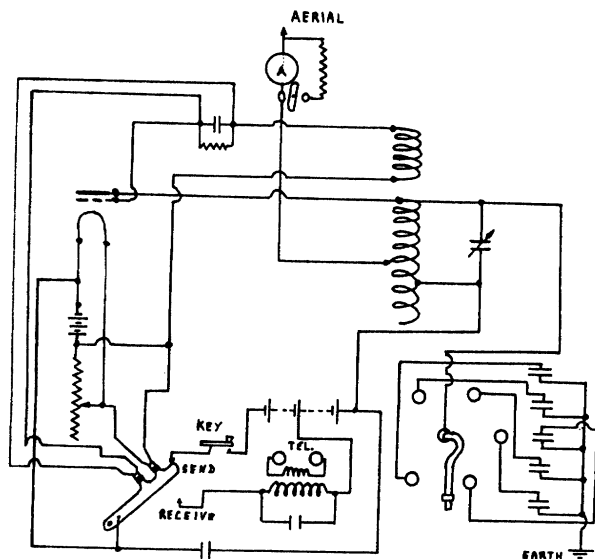 AERIAL
A
KEY
TEL.
SEND
RECEIVE
EARTH